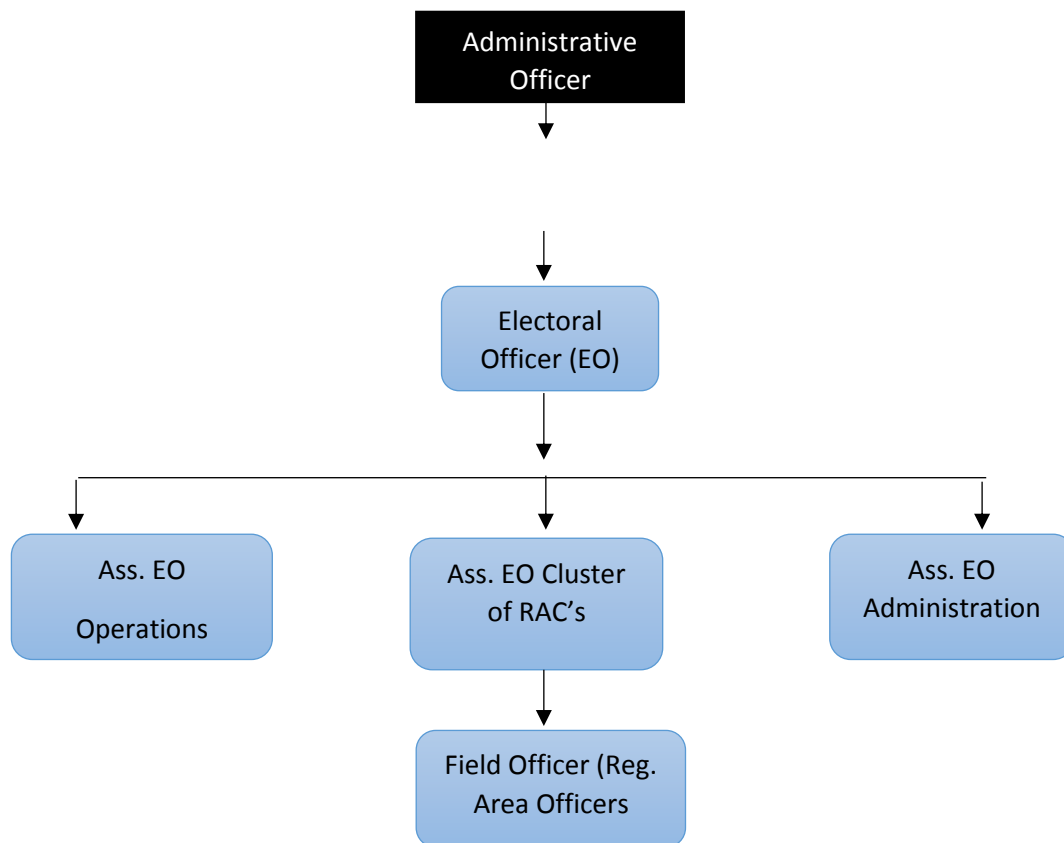 Administrative
Officer
Electoral
Officer (EO)
Ass. EO
Operations
Ass. EO Cluster
of RAC’s
Ass. EO
Administration
Field Officer (Reg.
Area Officers